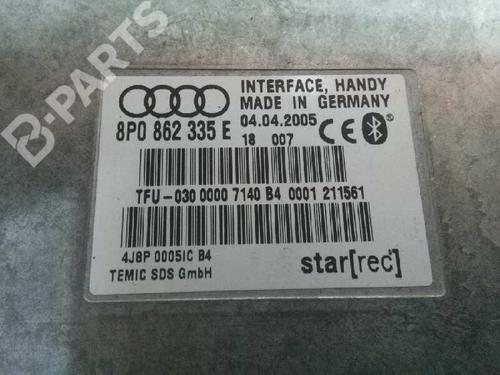 B-PARTS
INTERFACE, HANDY
MADE IN GERMANY
8P0 862 335 E 04.04.2005
18 007
CE
TFU-030 0000 7140 B4 0001 211561
4J8P 0005IC B4
TEMIC SDS GmbH
star[rec]